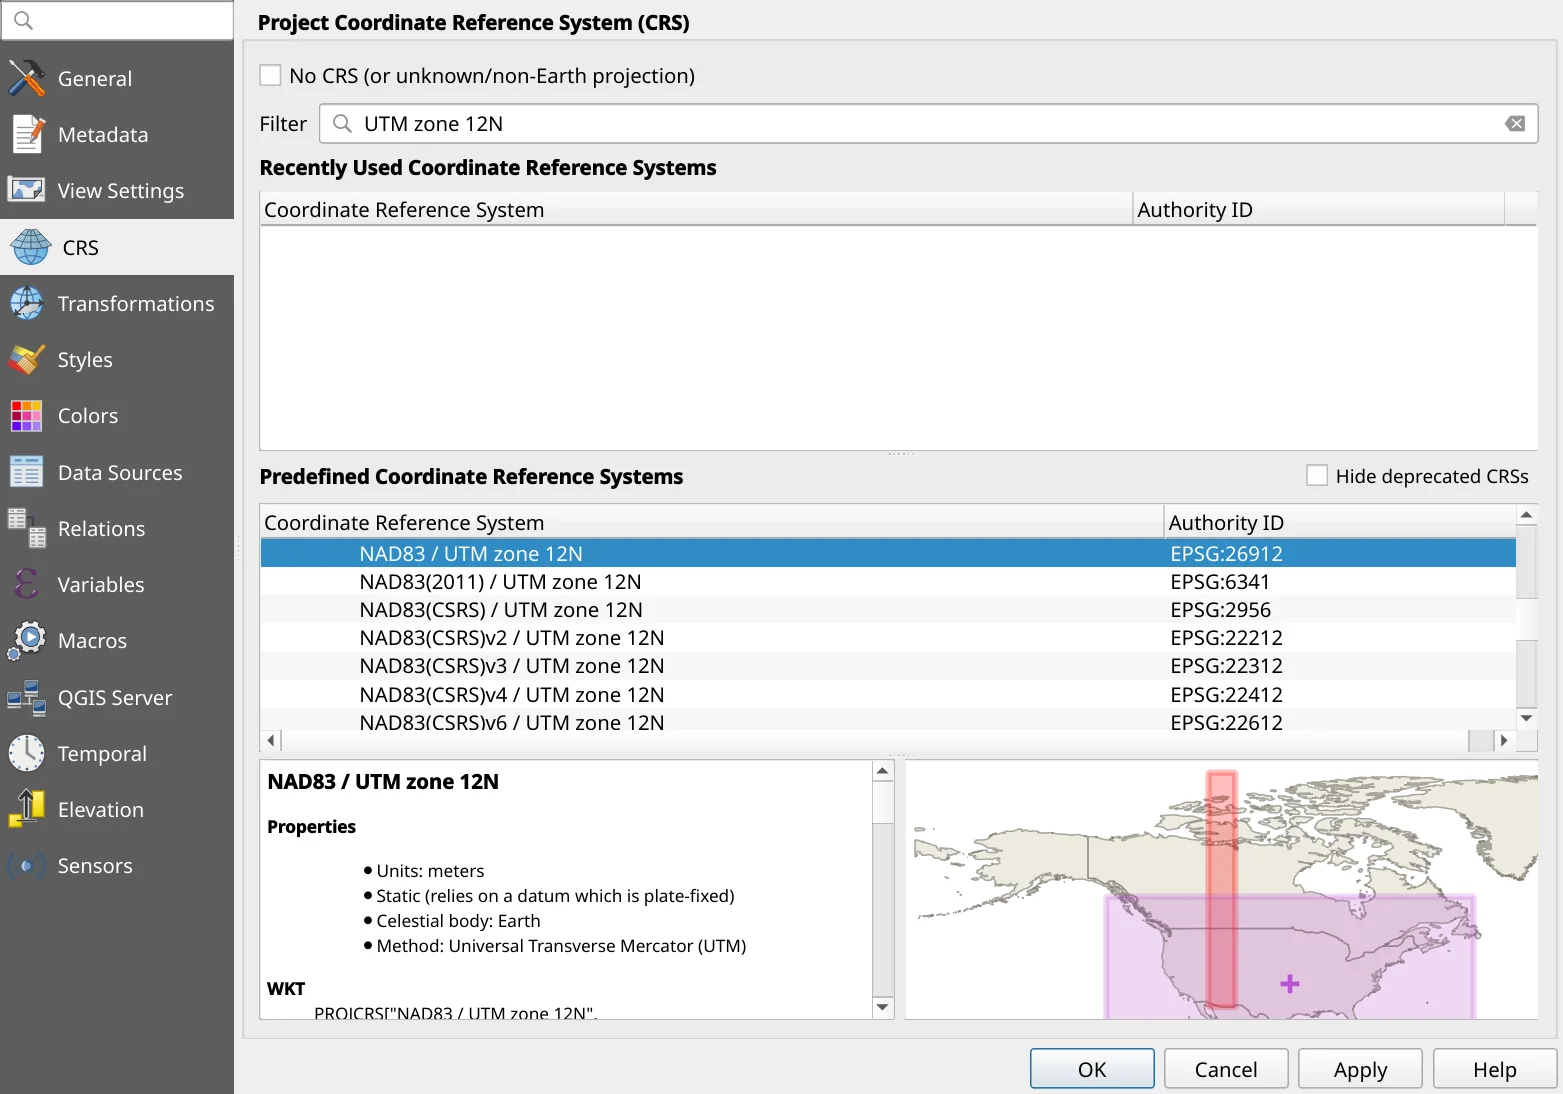 Project Coordinate Reference System (CRS)
General
Metadata
View Settings
CRS
Transformations
Styles
Colors
Data Sources
Relations
Variables
Macros
QGIS Server
Temporal
Elevation
Sensors
No CRS (or unknown/non-Earth projection)
Filter UTM zone 12N
Recently Used Coordinate Reference Systems
Coordinate Reference System Authority ID
Predefined Coordinate Reference Systems Hide deprecated CRSs
Coordinate Reference System Authority ID
NAD83 / UTM zone 12N EPSG:26912
NAD83(2011) / UTM zone 12N EPSG:6341
NAD83(CSRS) / UTM zone 12N EPSG:2956
NAD83(CSRS)v2 / UTM zone 12N EPSG:22212
NAD83(CSRS)v3 / UTM zone 12N EPSG:22312
NAD83(CSRS)v4 / UTM zone 12N EPSG:22412
NAD83(CSRS)v6 / UTM zone 12N EPSG:22612
NAD83 / UTM zone 12N
Properties
• Units: meters
• Static (relies on a datum which is plate-fixed)
• Celestial body: Earth
• Method: Universal Transverse Mercator (UTM)
WKT
PROJCRS["NAD83 / UTM zone 12N",
OK Cancel Apply Help